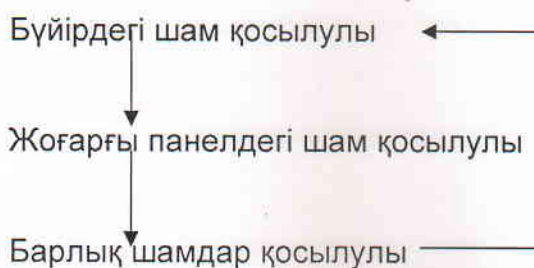 Бүйірдегі шам қосылулы
Жоғарғы панелдегі шам қосылулы
Барлық шамдар қосылулы